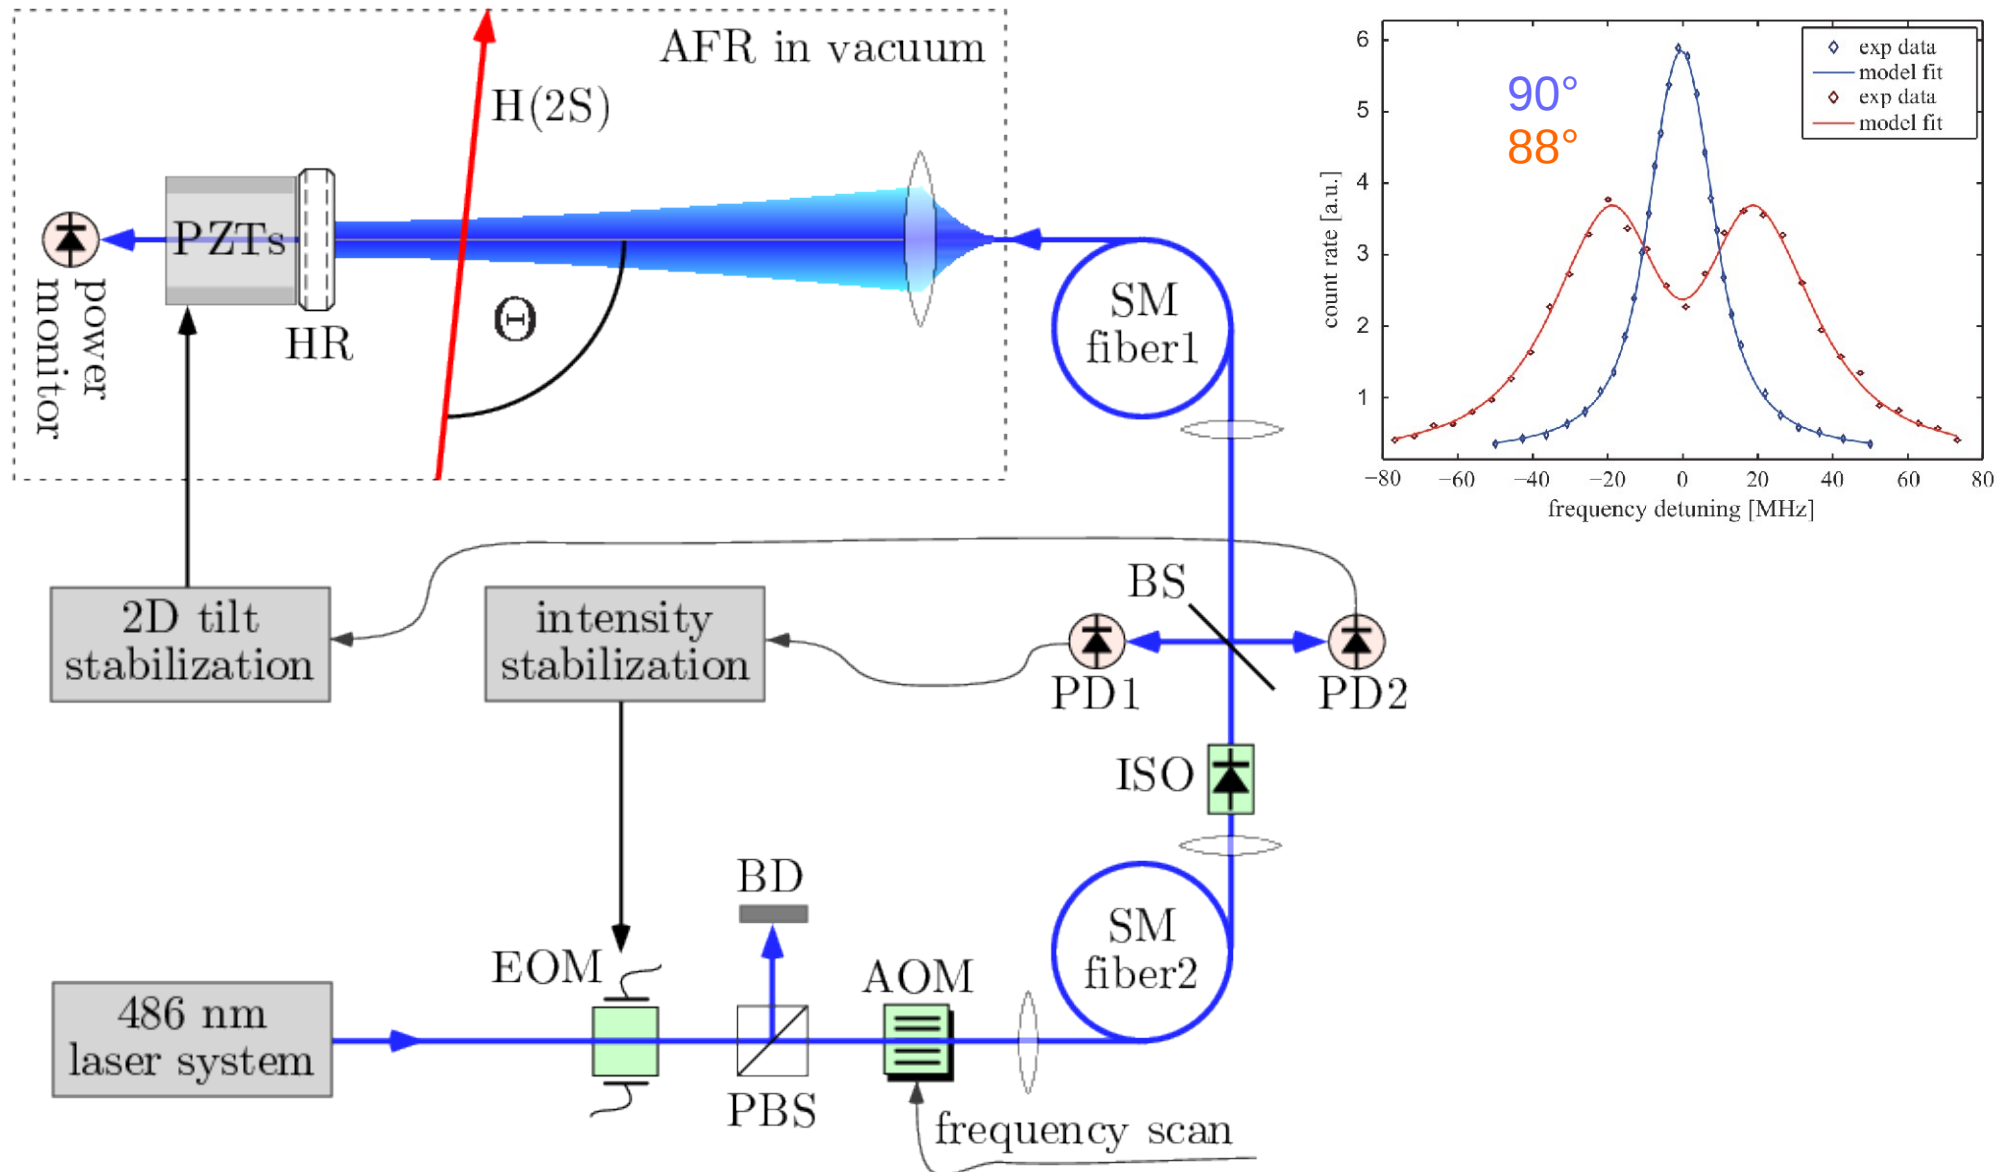 AFR in vacuum
H(2S)
PZTs
HR
Θ
power
monitor
SM
fiber1
2D tilt
stabilization
intensity
stabilization
BS
PD1
PD2
ISO
SM
fiber2
BD
EOM
AOM
PBS
486 nm
laser system
frequency scan
90°
88°
exp data
model fit
exp data
model fit
count rate [a.u.]
6
5
4
3
2
1
−80 −60 −40 −20 0 20 40 60 80
frequency detuning [MHz]